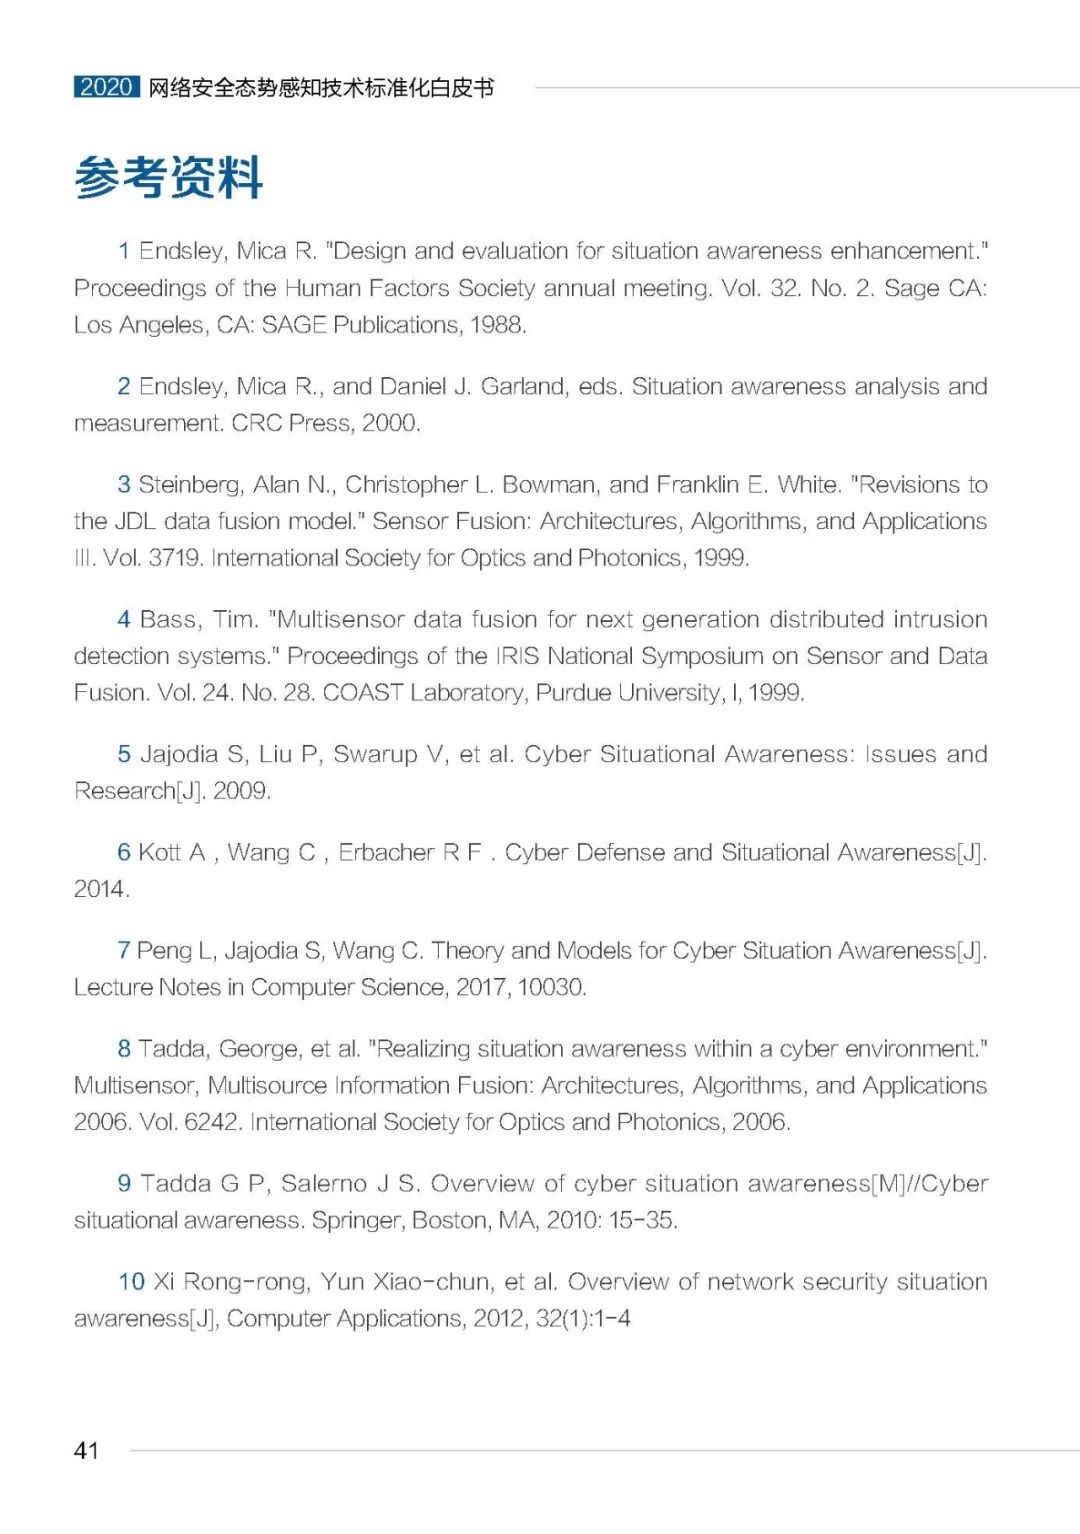 2020 网络安全态势感知技术标准化白皮书
参考资料
1 Endsley, Mica R. "Design and evaluation for situation awareness enhancement."
Proceedings of the Human Factors Society annual meeting. Vol. 32. No. 2. Sage CA:
Los Angeles, CA: SAGE Publications, 1988.
2 Endsley, Mica R., and Daniel J. Garland, eds. Situation awareness analysis and
measurement. CRC Press, 2000.
3 Steinberg, Alan N., Christopher L. Bowman, and Franklin E. White. "Revisions to
the JDL data fusion model." Sensor Fusion: Architectures, Algorithms, and Applications
III. Vol. 3719. International Society for Optics and Photonics, 1999.
4 Bass, Tim. "Multisensor data fusion for next generation distributed intrusion
detection systems." Proceedings of the IRIS National Symposium on Sensor and Data
Fusion. Vol. 24. No. 28. COAST Laboratory, Purdue University, l, 1999.
5 Jajodia S, Liu P, Swarup V, et al. Cyber Situational Awareness: Issues and
Research[J]. 2009.
6 Kott A , Wang C , Erbacher R F . Cyber Defense and Situational Awareness[J].
2014.
7 Peng L, Jajodia S, Wang C. Theory and Models for Cyber Situation Awareness[J].
Lecture Notes in Computer Science, 2017, 10030.
8 Tadda, George, et al. "Realizing situation awareness within a cyber environment."
Multisensor, Multisource Information Fusion: Architectures, Algorithms, and Applications
2006. Vol. 6242. International Society for Optics and Photonics, 2006.
9 Tadda G P, Salerno J S. Overview of cyber situation awareness[M]//Cyber
situational awareness. Springer, Boston, MA, 2010: 15-35.
10 Xi Rong-rong, Yun Xiao-chun, et al. Overview of network security situation
awareness[J], Computer Applications, 2012, 32(1):1-4
41